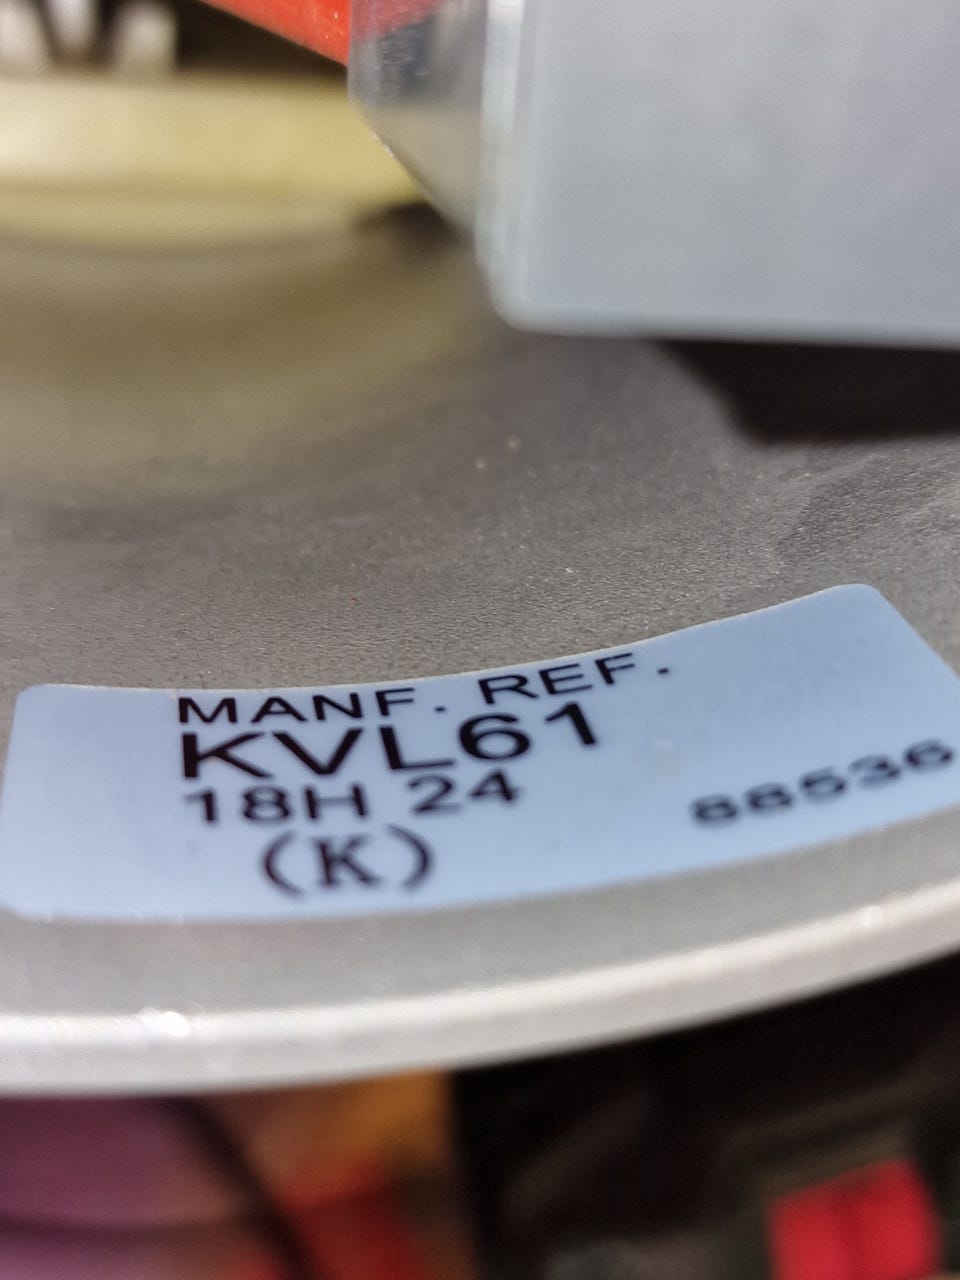 MANF. REF.
KVL61
18H 24
88536
(K)